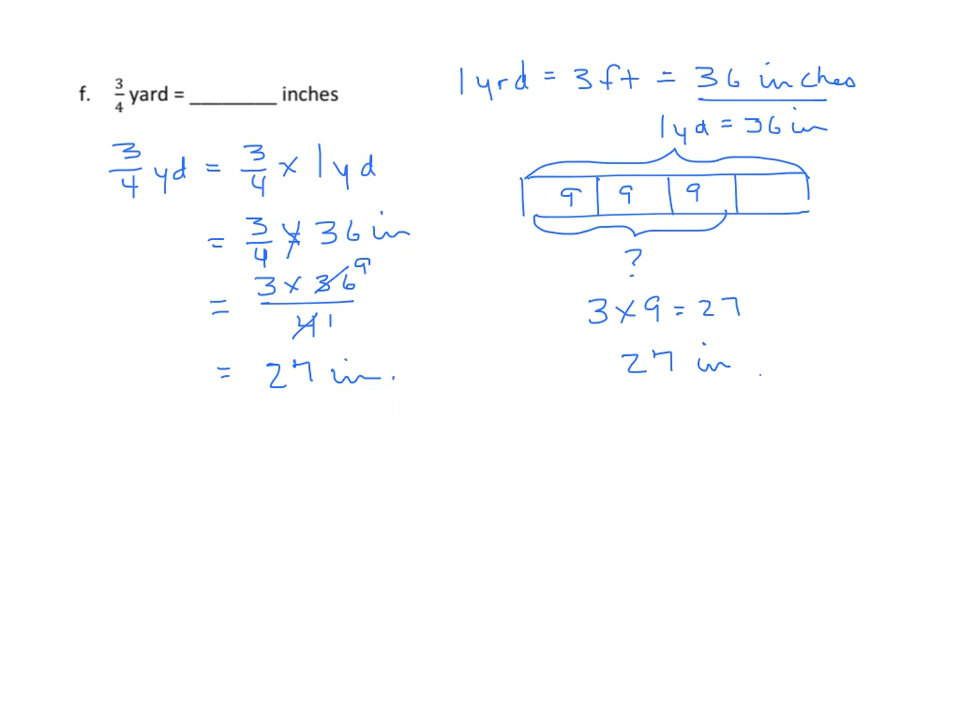 f. 3/4 yard = ________ inches
1 yrd = 3 ft = 36 inches
1 yd = 36 in
3/4 yd = 3/4 × 1 yd
= 3/4 × 36 in
= 3 × 36 9 / 4 1
= 27 in.
9 9 9
?
3 × 9 = 27
27 in